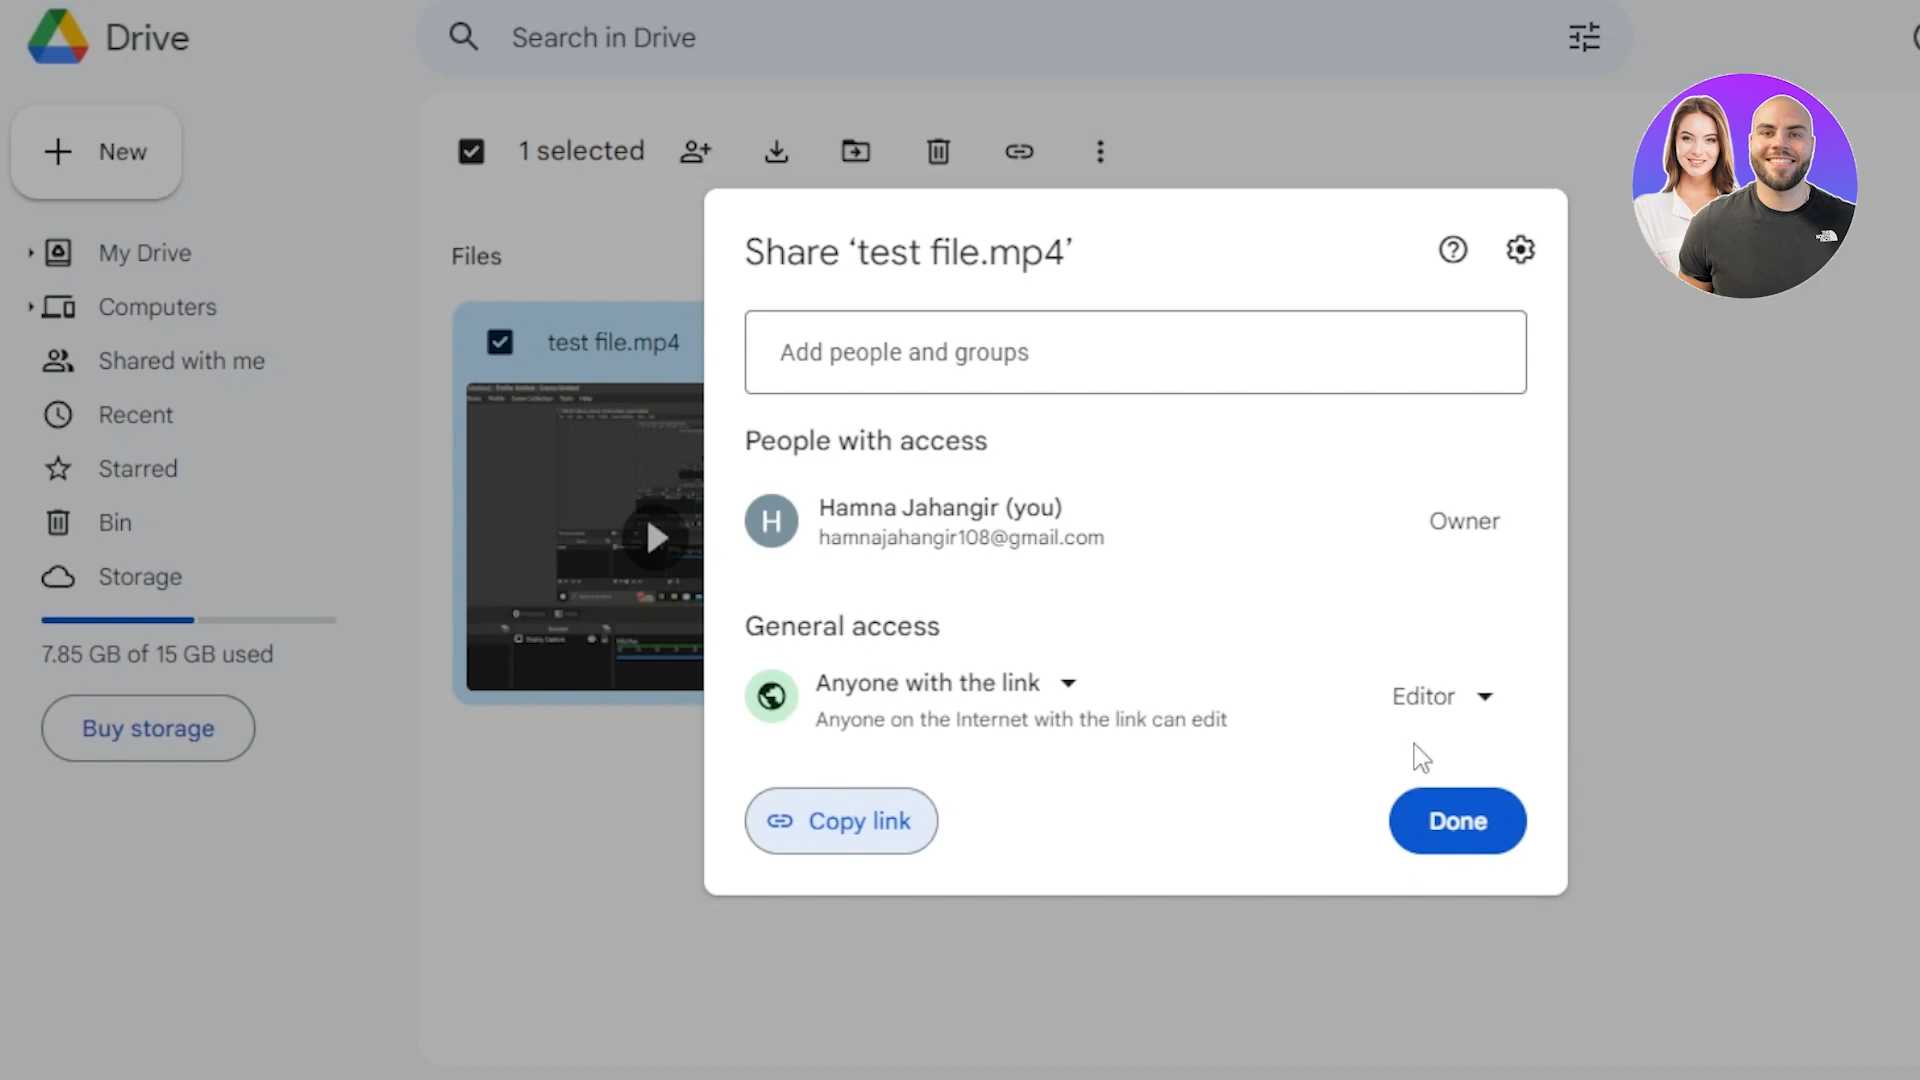 Drive
Search in Drive
New
1 selected
My Drive
Computers
Shared with me
Recent
Starred
Bin
Storage
7.85 GB of 15 GB used
Buy storage
Files
test file.mp4
Share ‘test file.mp4’
Add people and groups
People with access
H
Hamna Jahangir (you)
hamnajahangir108@gmail.com
Owner
General access
Anyone with the link
Anyone on the Internet with the link can edit
Editor
Copy link
Done